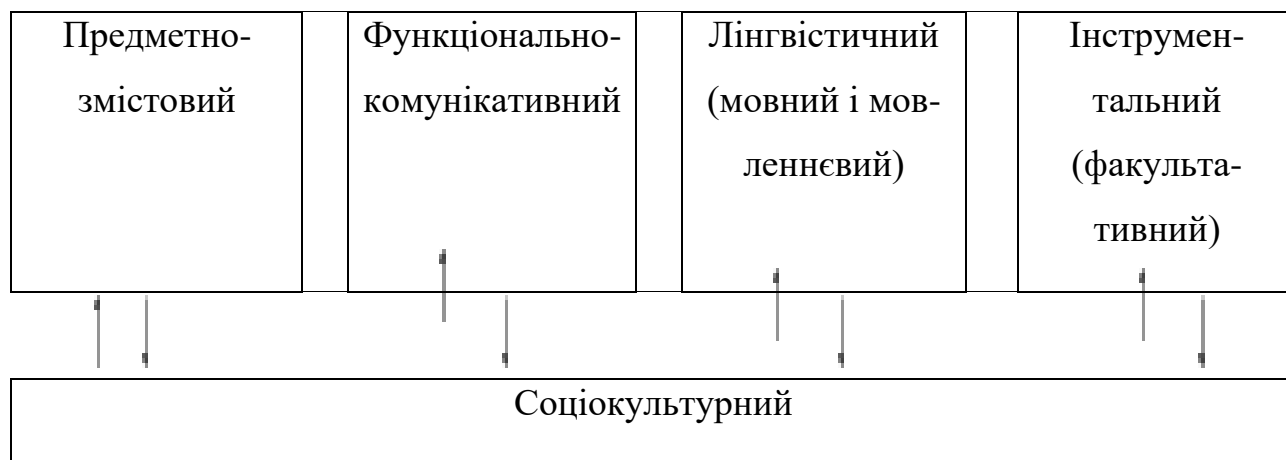 Предметно-
змістовий
Функціонально-
комунікативний
Лінгвістичний
(мовний і мов-
леннєвий)
Інструмен-
тальний
(факульта-
тивний)
Соціокультурний